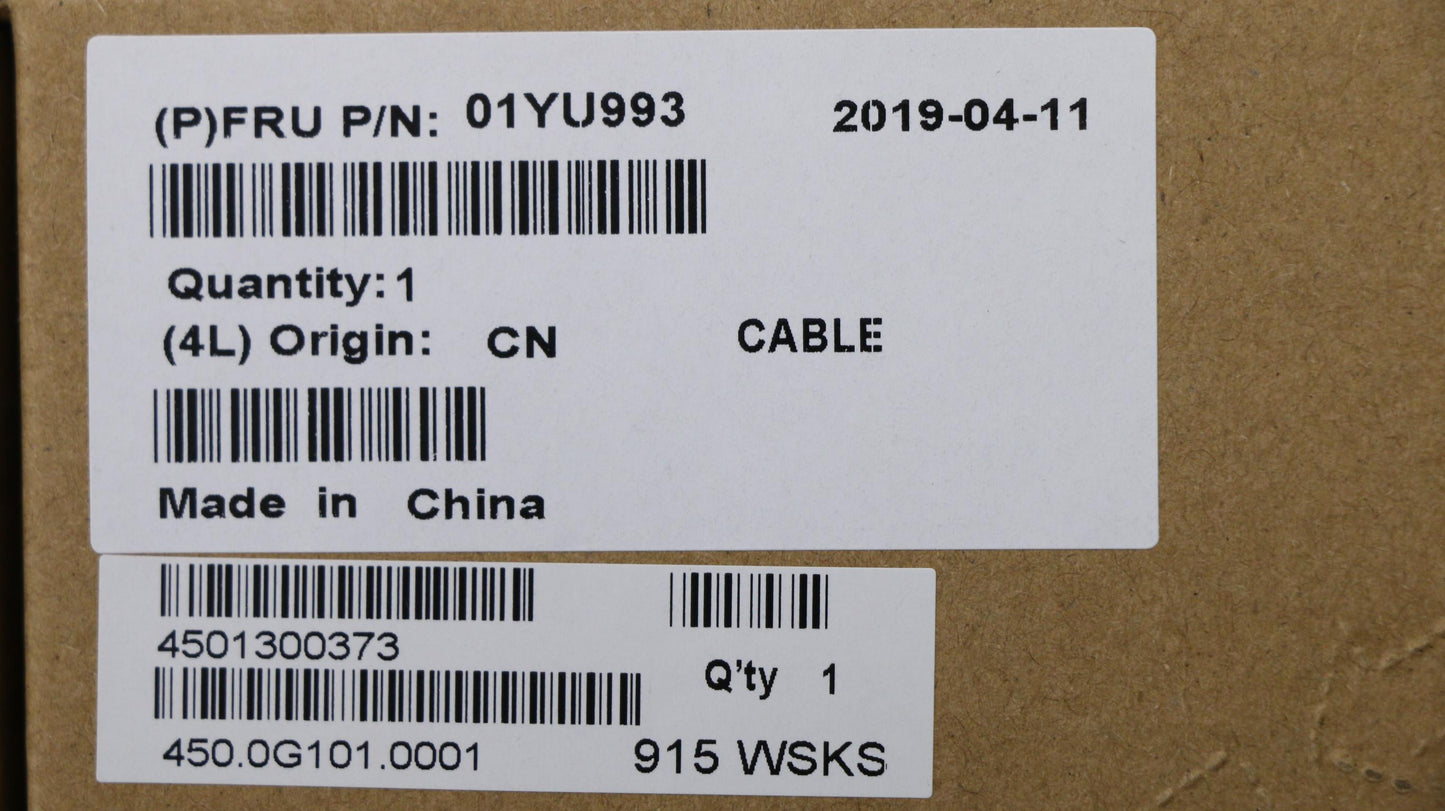 (P)FRU P/N: 01YU993 2019-04-11
Quantity: 1
(4L) Origin: CN CABLE
Made in China
4501300373
Q'ty 1
450.0G101.0001 915 WSKS